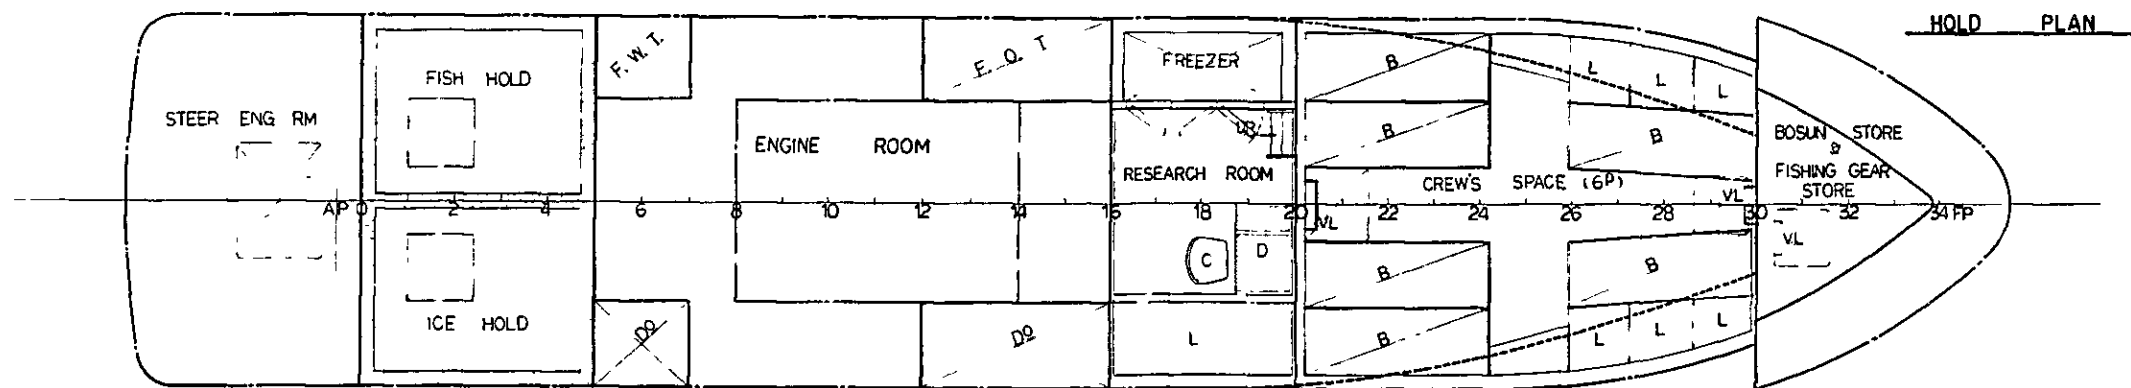 HOLD PLAN
F. W. T.
F. O. T
FREEZER
FISH HOLD
B
L
L
L
STEER ENG RM
ENGINE ROOM
B
B
BOSUN STORE
RESEARCH ROOM
FISHING GEAR
STORE
CREW'S SPACE (6P)
VL
AP 0 2 4 6 8 10 12 14 16 18 20 22 24 26 28 30 32 34 FP
VL
VL
C
D
B
B
ICE HOLD
Dº
Dº
L
B
L
L
L